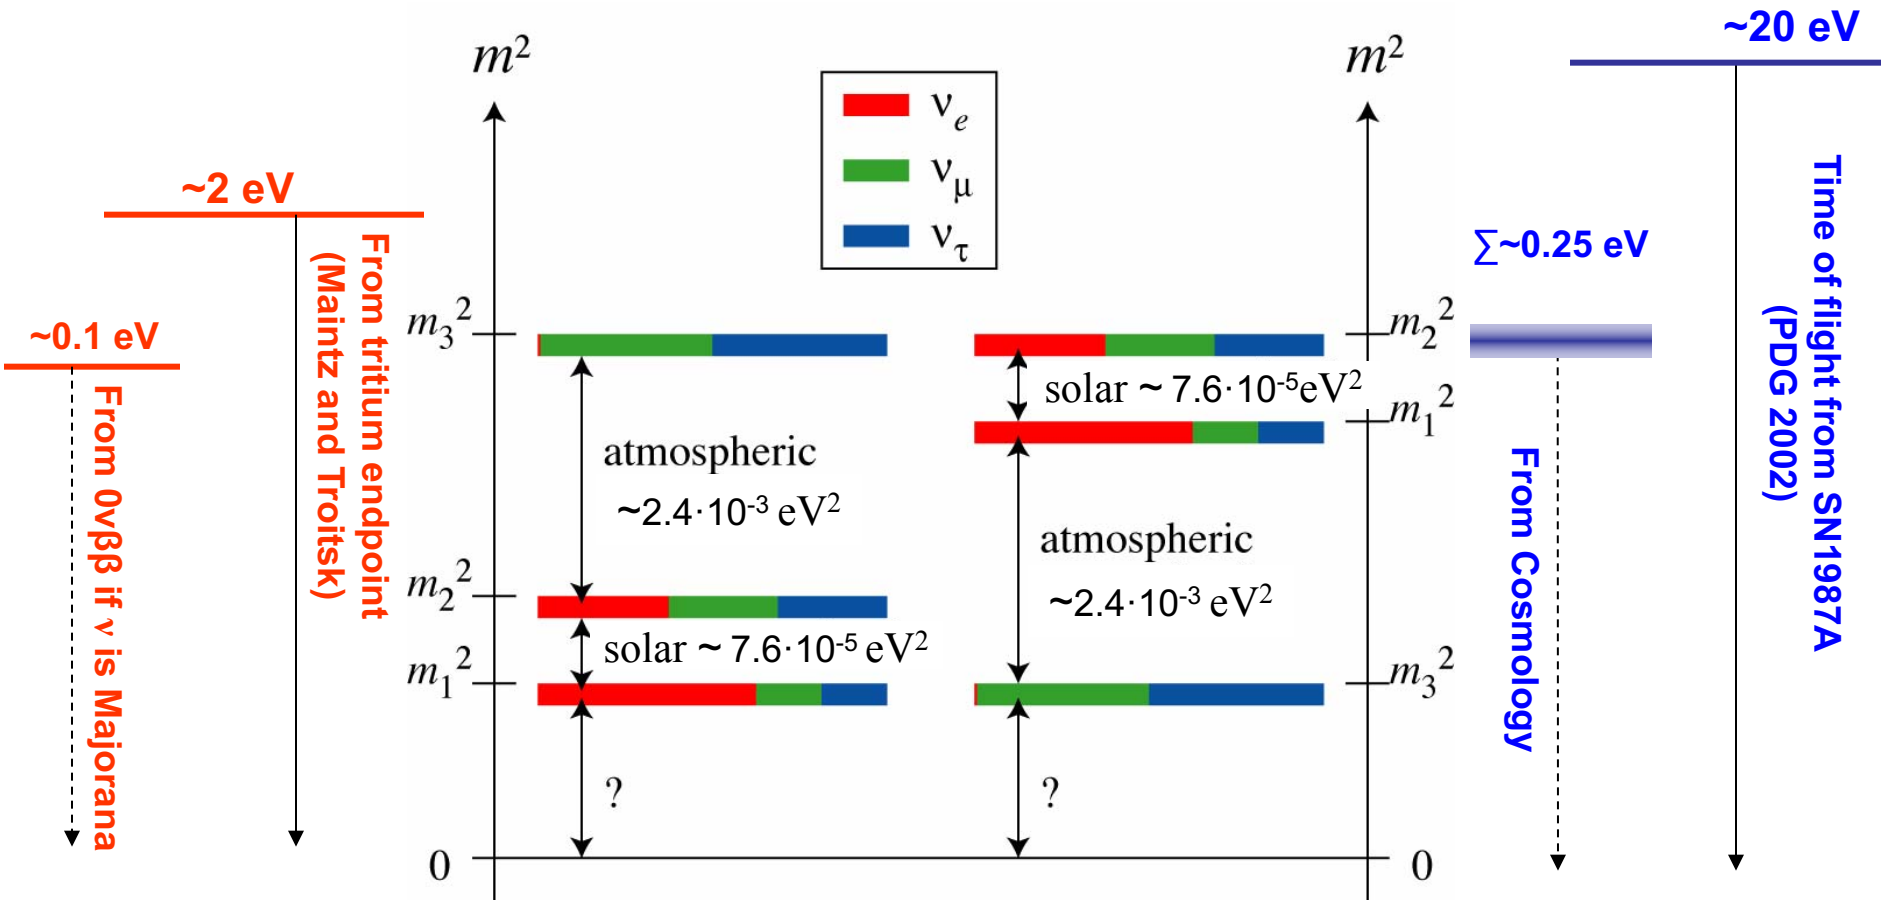 ~20 eV
m²
m²
νe
νμ
ντ
~2 eV
From tritium endpoint
(Maintz and Troitsk)
Time of flight from SN1987A
(PDG 2002)
∑~0.25 eV
From Cosmology
~0.1 eV
From 0νββ if ν is Majorana
m₃²
atmospheric
~2.4·10⁻³ eV²
m₂²
solar ~ 7.6·10⁻⁵ eV²
m₁²
?
0
m₂²
solar ~ 7.6·10⁻⁵eV²
m₁²
atmospheric
~2.4·10⁻³ eV²
m₃²
?
0